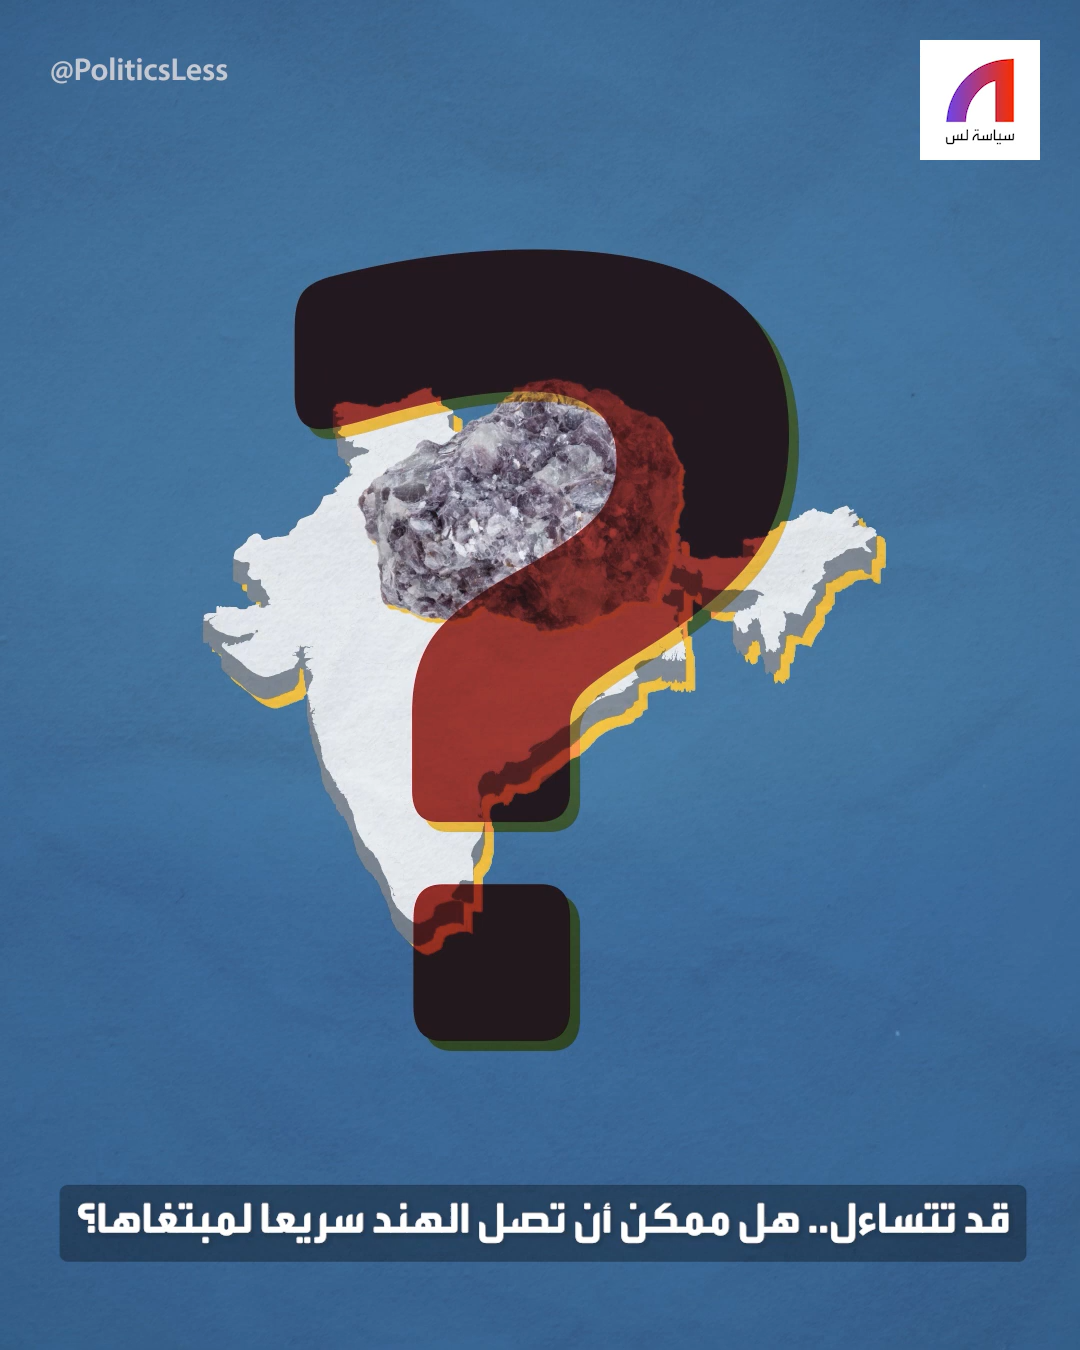 @PoliticsLess
سياسة لس
قد تتساءل.. هل ممكن أن تصل الهند سريعا لمبتغاها؟